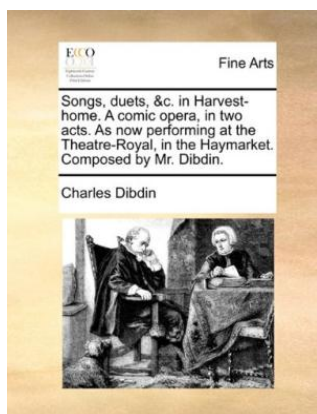 ECCO
Fine Arts
Songs, duets, &c. in Harvest-
home. A comic opera, in two
acts. As now performing at the
Theatre-Royal, in the Haymarket.
Composed by Mr. Dibdin.
Charles Dibdin